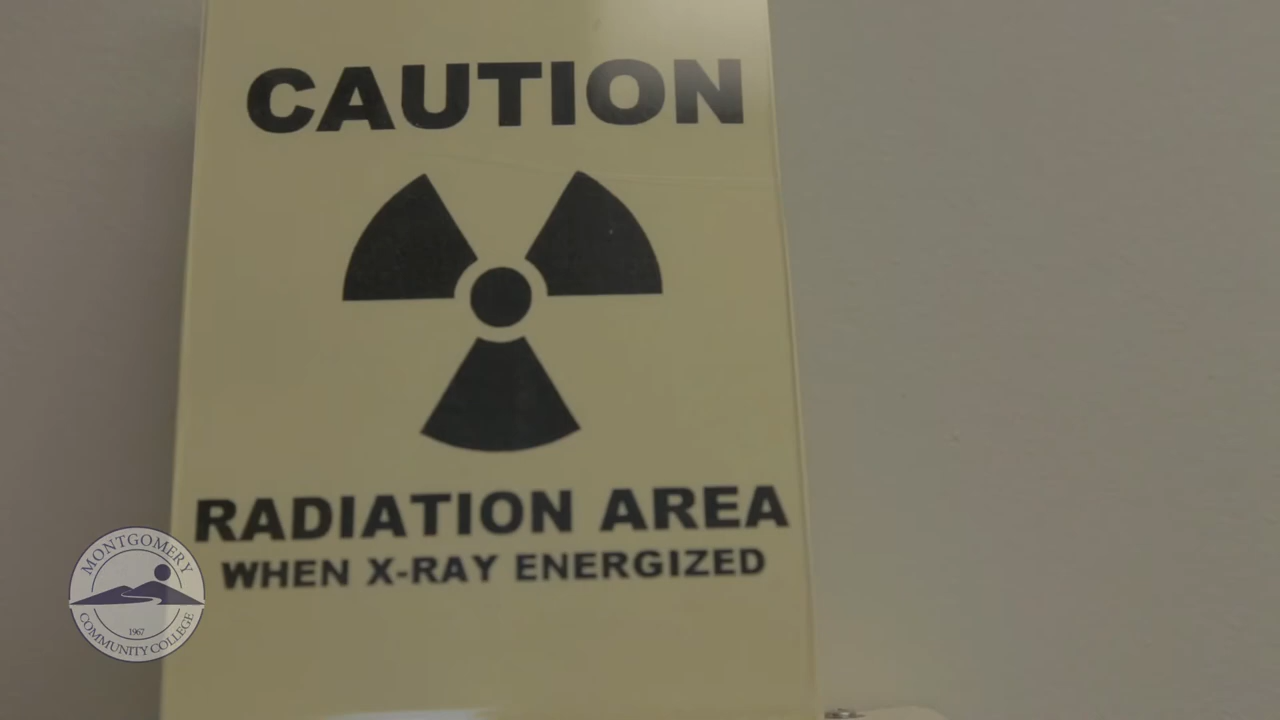 CAUTION
RADIATION AREA
WHEN X-RAY ENERGIZED
MONTGOMERY
1967
COMMUNITY COLLEGE